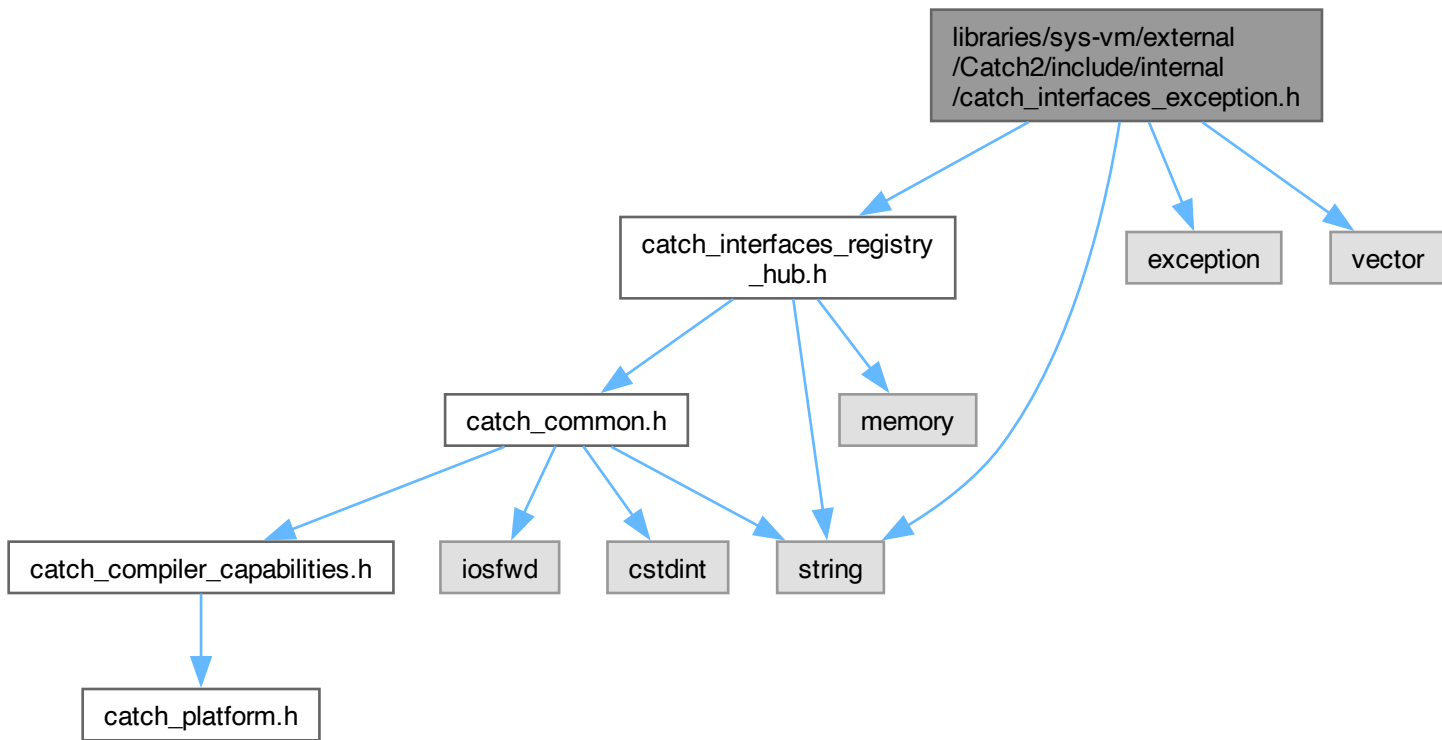 libraries/sys-vm/external
/Catch2/include/internal
/catch_interfaces_exception.h
catch_interfaces_registry
_hub.h
exception
vector
catch_common.h
memory
catch_compiler_capabilities.h
iosfwd
cstdint
string
catch_platform.h